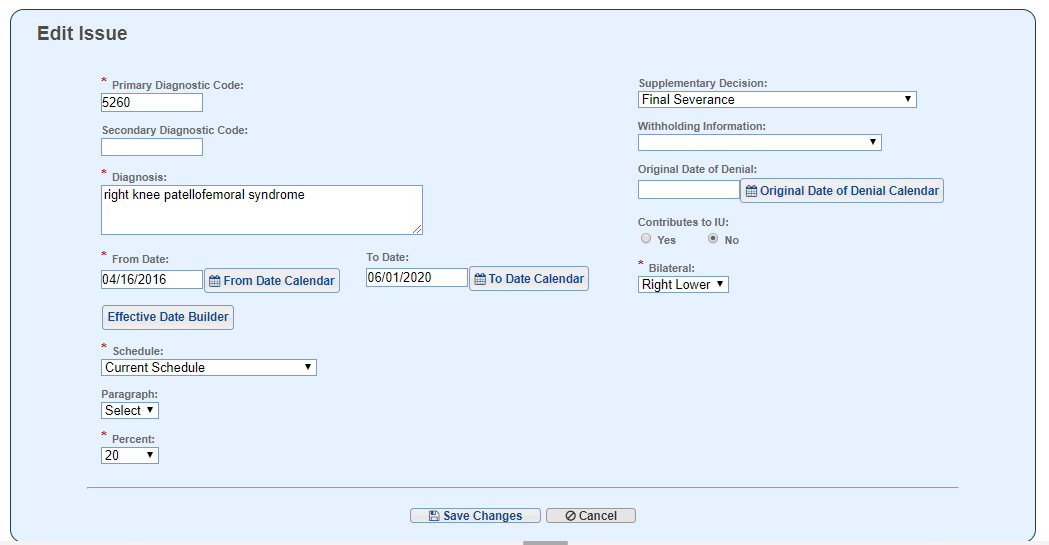 Edit Issue
* Primary Diagnostic Code:
5260
Secondary Diagnostic Code:
* Diagnosis:
right knee patellofemoral syndrome
* From Date:
04/16/2016 From Date Calendar
To Date:
06/01/2020 To Date Calendar
Effective Date Builder
* Schedule:
Current Schedule
Paragraph:
Select
* Percent:
20
Supplementary Decision:
Final Severance
Withholding Information:
Original Date of Denial:
Original Date of Denial Calendar
Contributes to IU:
Yes No
* Bilateral:
Right Lower
Save Changes Cancel